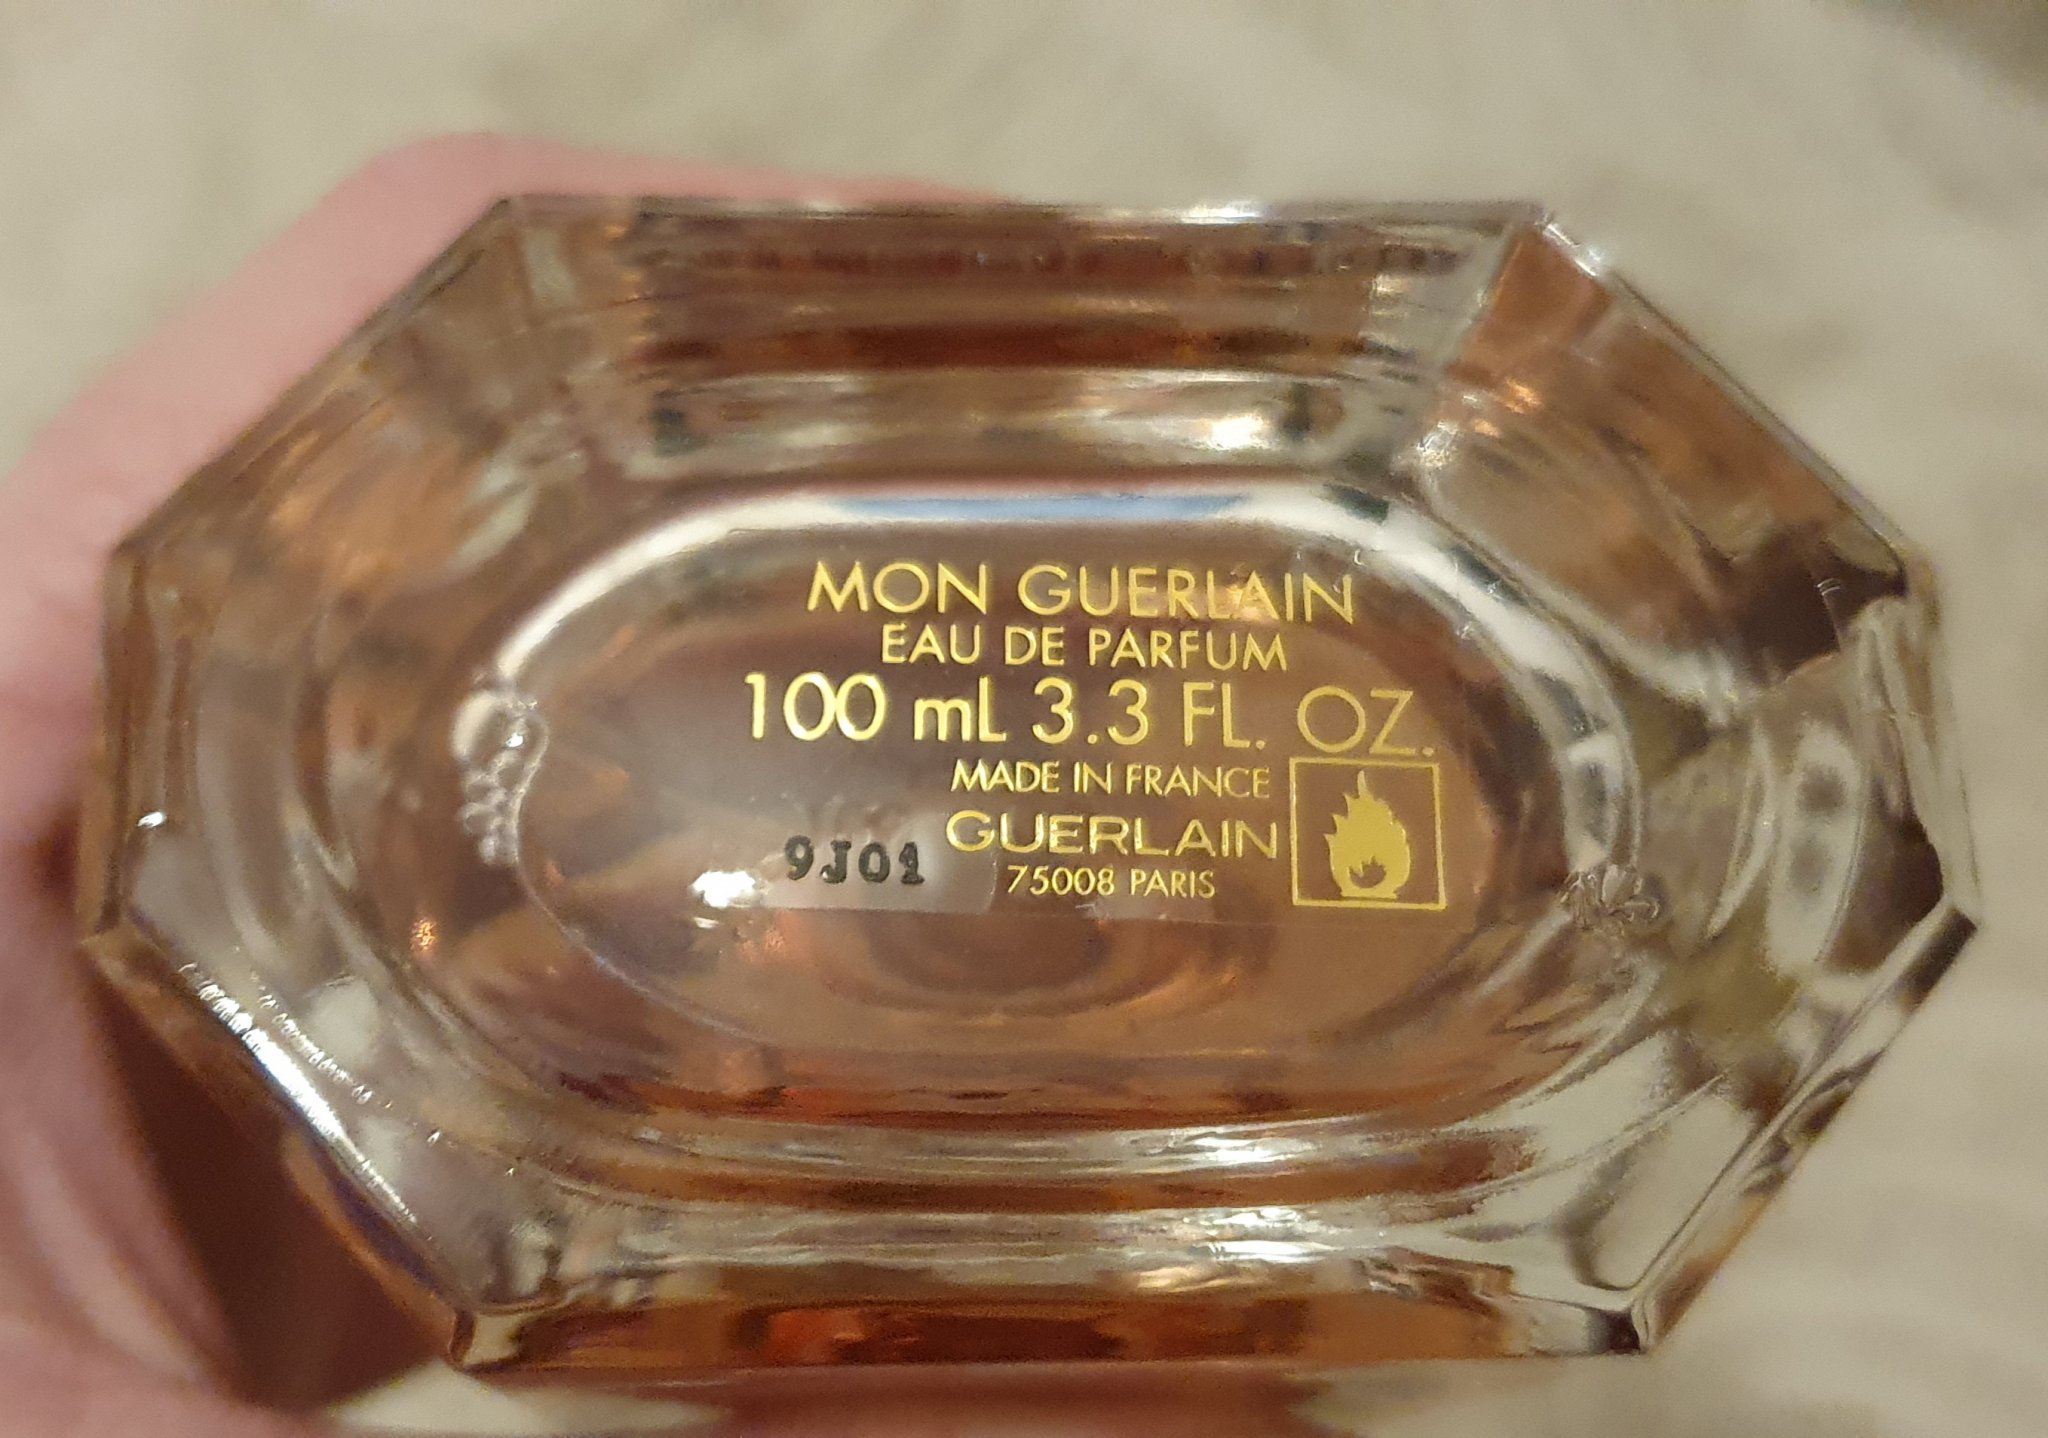 MON GUERLAIN
EAU DE PARFUM
100 mL 3.3 FL. OZ.
MADE IN FRANCE
GUERLAIN
9J01
75008 PARIS